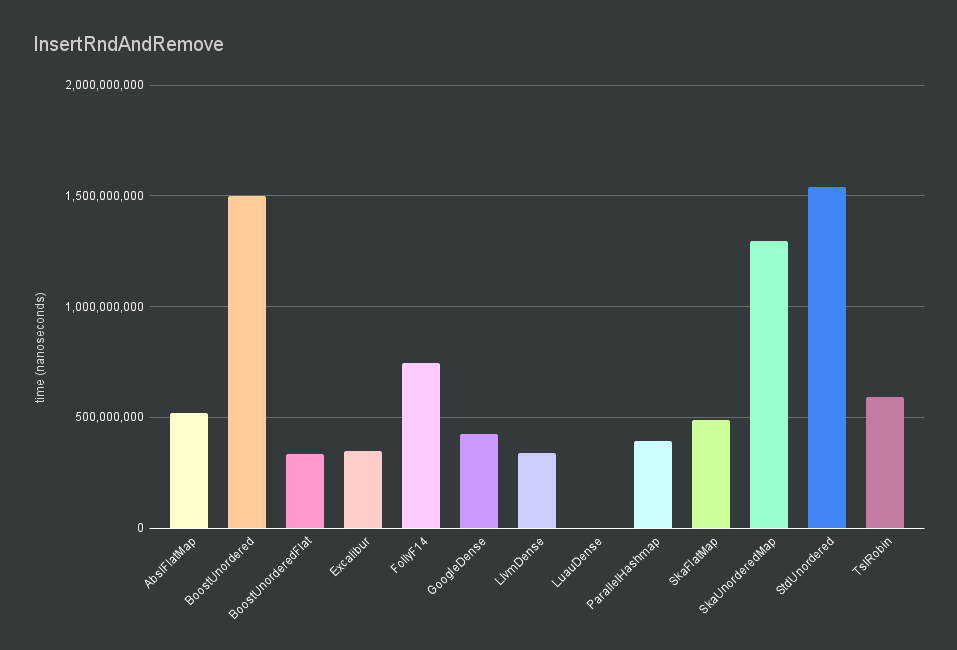 InsertRndAndRemove
2,000,000,000
1,500,000,000
1,000,000,000
500,000,000
0
time (nanoseconds)
AbslFlatMap
BoostUnordered
BoostUnorderedFlat
Excalibur
FollyF14
GoogleDense
LlvmDense
LuauDense
ParallelHashmap
SkaFlatMap
SkaUnorderedMap
StdUnordered
TslRobin